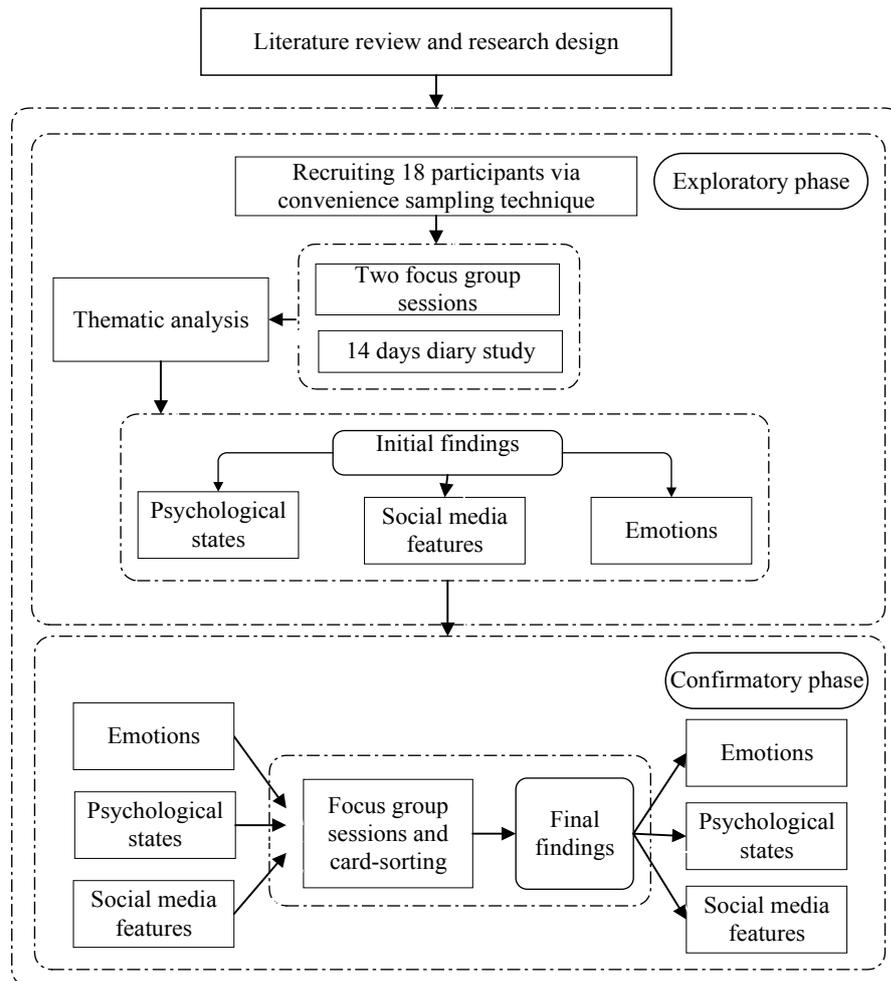 Literature review and research design
Recruiting 18 participants via
convenience sampling technique
Exploratory phase
Two focus group
sessions
Thematic analysis
14 days diary study
Initial findings
Psychological
states
Social media
features
Emotions
Confirmatory phase
Emotions
Psychological
states
Social media
features
Focus group
sessions and
card-sorting
Final
findings
Emotions
Psychological
states
Social media
features